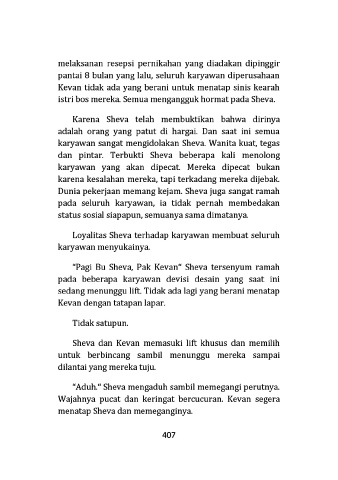 melaksanan resepsi pernikahan yang diadakan dipinggir
pantai 8 bulan yang lalu, seluruh karyawan diperusahaan
Kevan tidak ada yang berani untuk menatap sinis kearah
istri bos mereka. Semua mengangguk hormat pada Sheva.
Karena Sheva telah membuktikan bahwa dirinya
adalah orang yang patut di hargai. Dan saat ini semua
karyawan sangat mengidolakan Sheva. Wanita kuat, tegas
dan pintar. Terbukti Sheva beberapa kali menolong
karyawan yang akan dipecat. Mereka dipecat bukan
karena kesalahan mereka, tapi terkadang mereka dijebak.
Dunia pekerjaan memang kejam. Sheva juga sangat ramah
pada seluruh karyawan, ia tidak pernah membedakan
status sosial siapapun, semuanya sama dimatanya.
Loyalitas Sheva terhadap karyawan membuat seluruh
karyawan menyukainya.
"Pagi Bu Sheva, Pak Kevan" Sheva tersenyum ramah
pada beberapa karyawan devisi desain yang saat ini
sedang menunggu lift. Tidak ada lagi yang berani menatap
Kevan dengan tatapan lapar.
Tidak satupun.
Sheva dan Kevan memasuki lift khusus dan memilih
untuk berbincang sambil menunggu mereka sampai
dilantai yang mereka tuju.
"Aduh." Sheva mengaduh sambil memegangi perutnya.
Wajahnya pucat dan keringat bercucuran. Kevan segera
menatap Sheva dan memeganginya.
407